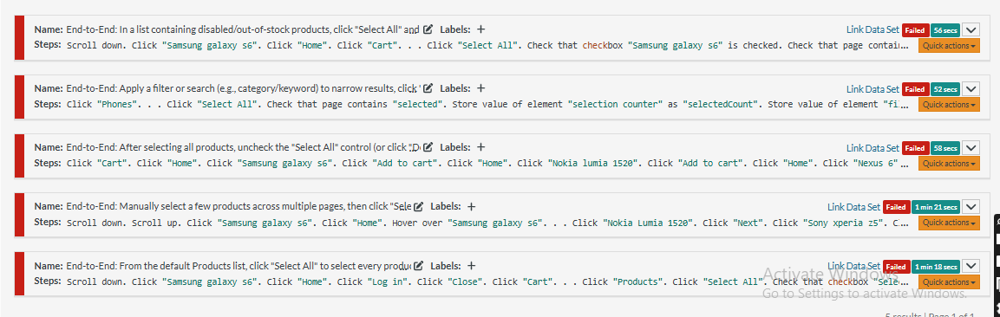 Name: End-to-End: In a list containing disabled/out-of-stock products, click "Select All" and Labels: + Link Data Set Failed 56 secs
Steps: Scroll down. Click "Samsung galaxy s6". Click "Home". Click "Cart". . . Click "Select All". Check that checkbox "Samsung galaxy s6" is checked. Check that page contai... Quick actions
Name: End-to-End: Apply a filter or search (e.g., category/keyword) to narrow results, click Labels: + Link Data Set Failed 52 secs
Steps: Click "Phones". . . Click "Select All". Check that page contains "selected". Store value of element "selection counter" as "selectedCount". Store value of element "fi... Quick actions
Name: End-to-End: After selecting all products, uncheck the "Select All" control (or click "D Labels: + Link Data Set Failed 58 secs
Steps: Click "Cart". Click "Home". Click "Samsung galaxy s6". Click "Add to cart". Click "Home". Click "Nokia lumia 1520". Click "Add to cart". Click "Home". Click "Nexus 6"... Quick actions
Name: End-to-End: Manually select a few products across multiple pages, then click "Sele Labels: + Link Data Set Failed 1 min 21 secs
Steps: Scroll down. Scroll up. Click "Samsung galaxy s6". Click "Home". Hover over "Samsung galaxy s6". . . Click "Nokia Lumia 1520". Click "Next". Click "Sony xperia z5". C... Quick actions
Name: End-to-End: From the default Products list, click "Select All" to select every produ Labels: + Link Data Set Failed 1 min 18 secs
Steps: Scroll down. Click "Samsung galaxy s6". Click "Home". Click "Log in". Click "Close". Click "Cart". . . Click "Products". Click "Select All". Check that checkbox "Sele... Quick actions
Activate Windows
Go to Settings to activate Windows.
5 results | Page 1 of 1